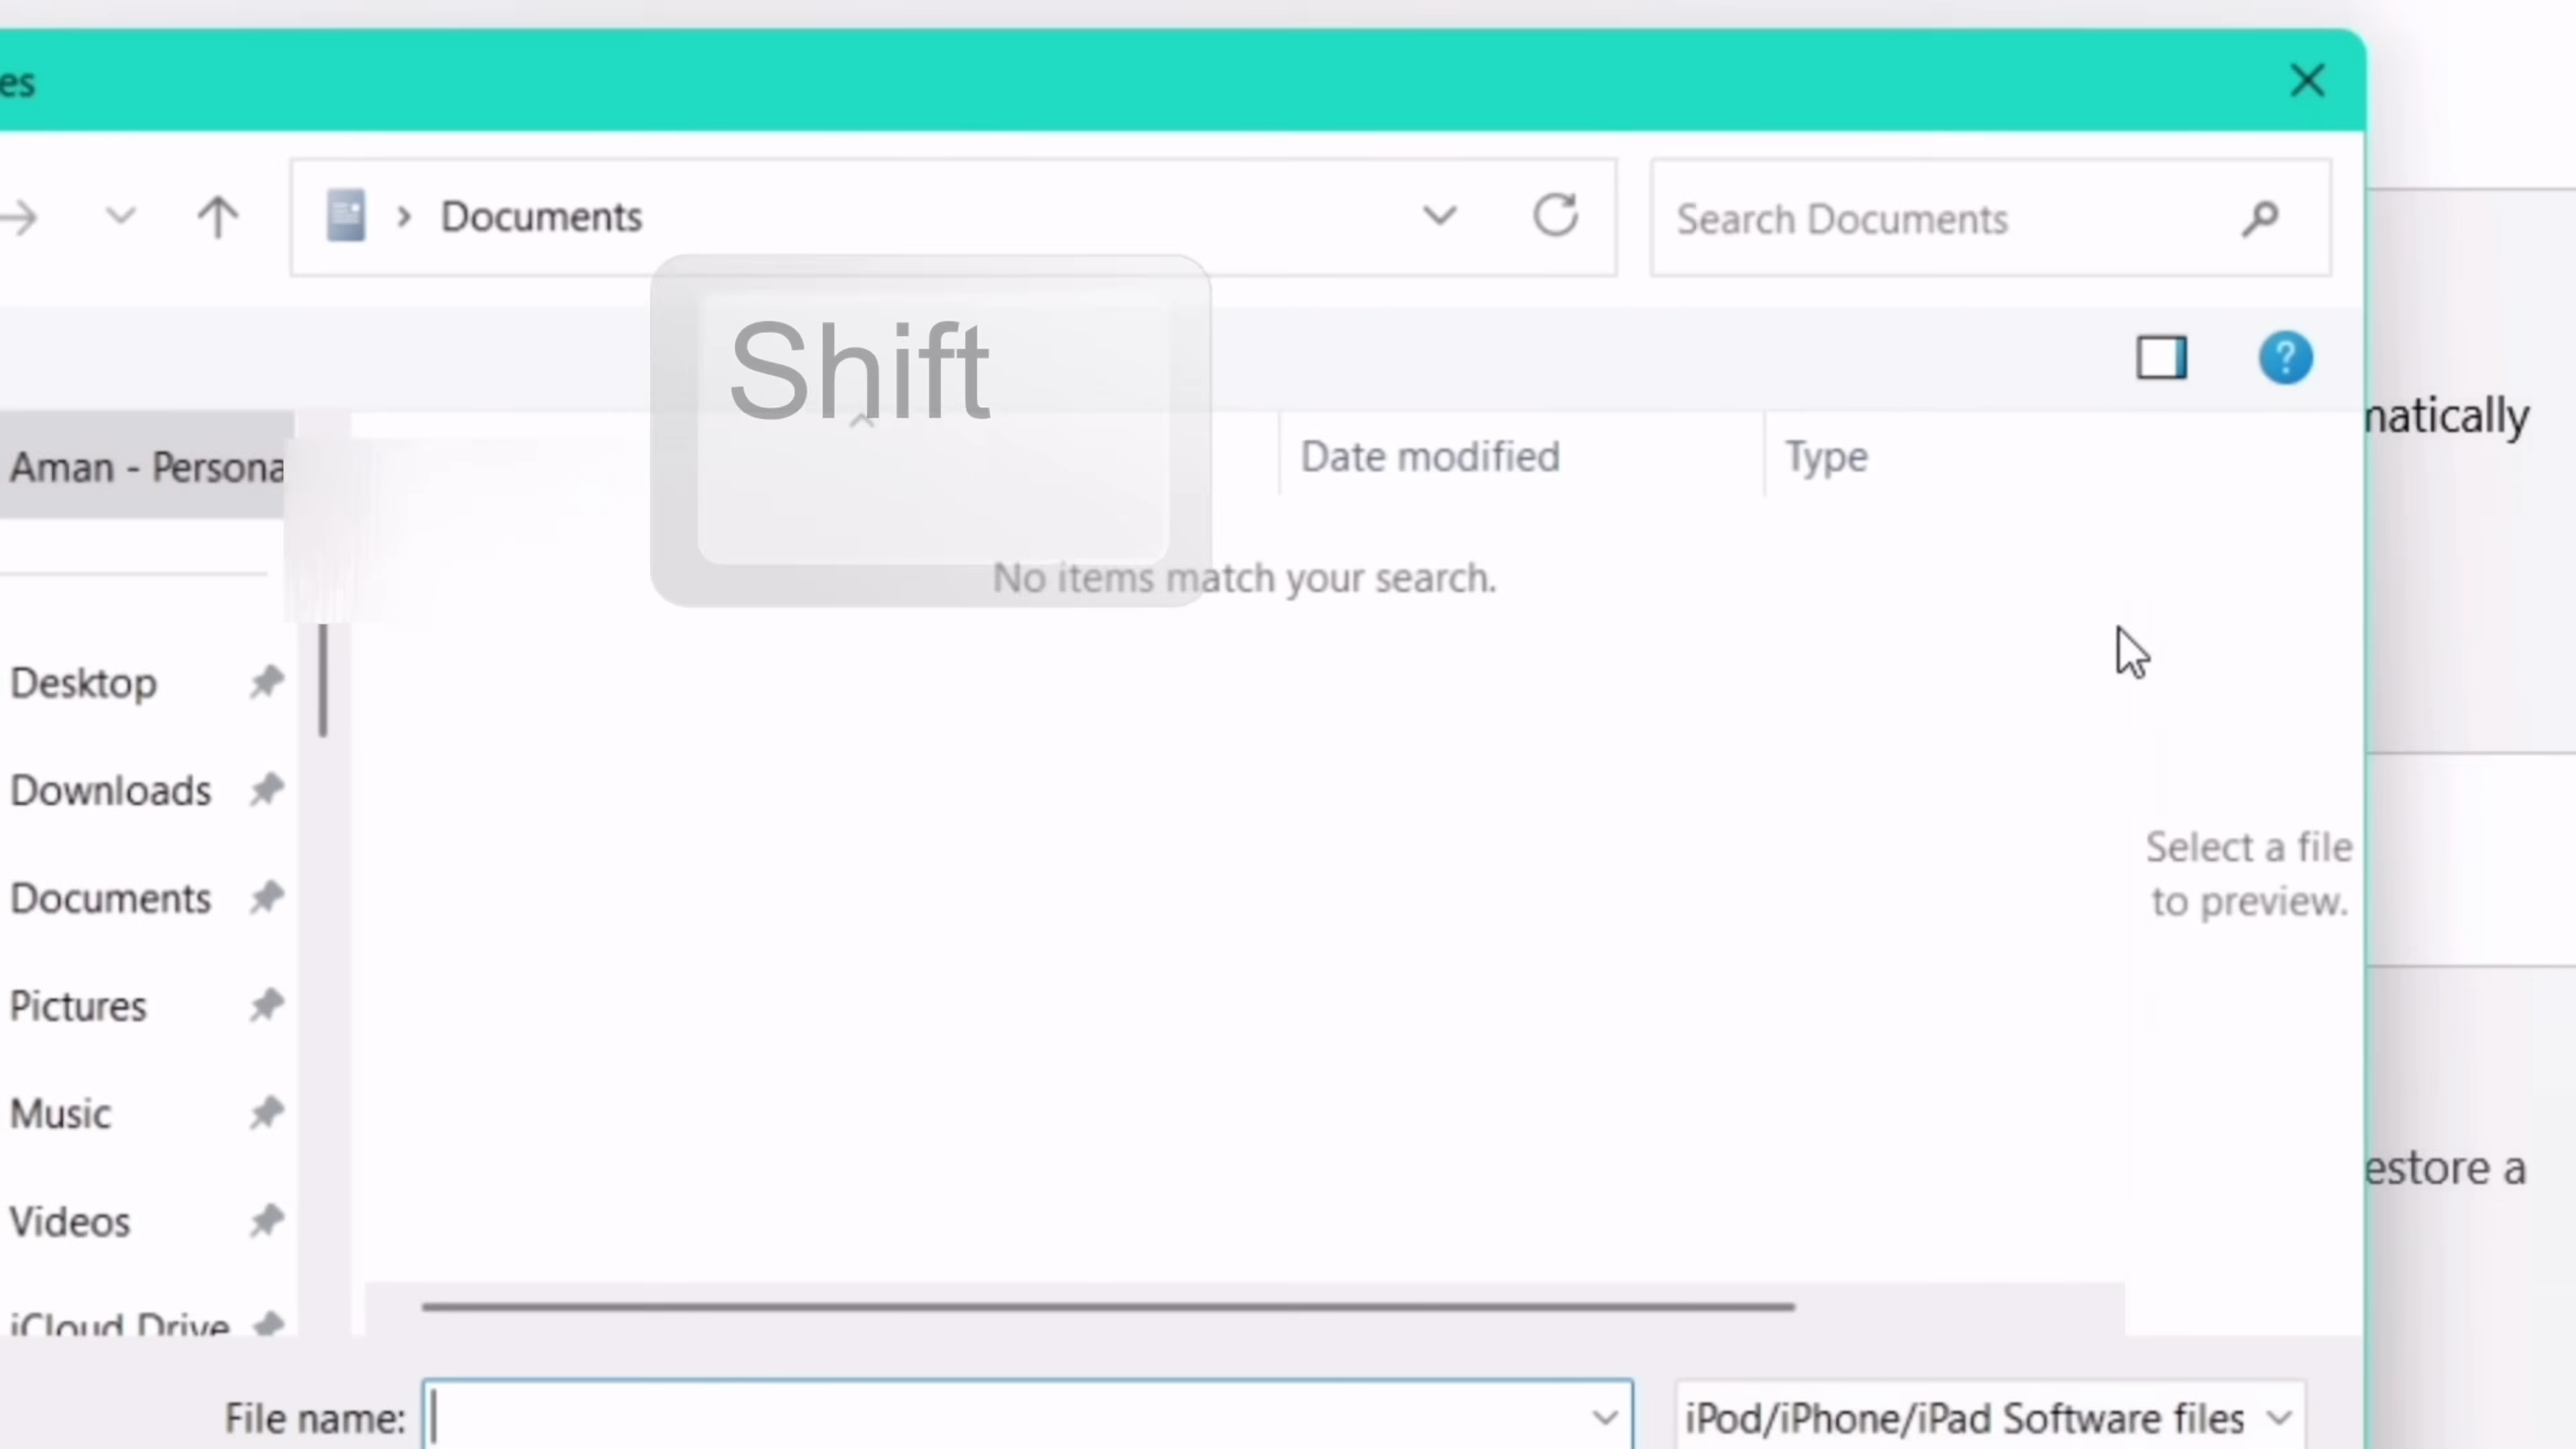 es
Documents
Search Documents
Shift
matically
Aman - Persona
Date modified
Type
No items match your search.
Desktop
Downloads
Select a file
to preview.
Documents
Pictures
Music
estore a
Videos
iCloud Drive
File name:
iPod/iPhone/iPad Software files